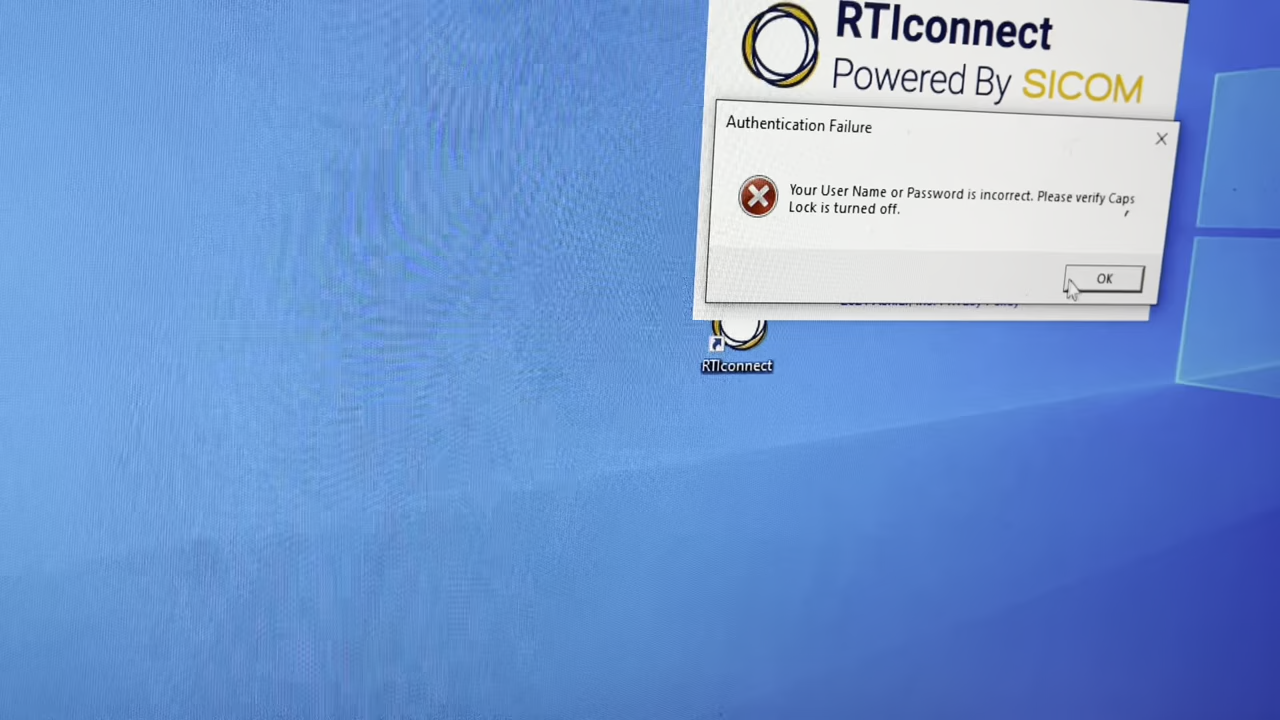 RTIconnect
Powered By SICOM
Authentication Failure
Your User Name or Password is incorrect. Please verify Caps
Lock is turned off.
OK
RTIconnect